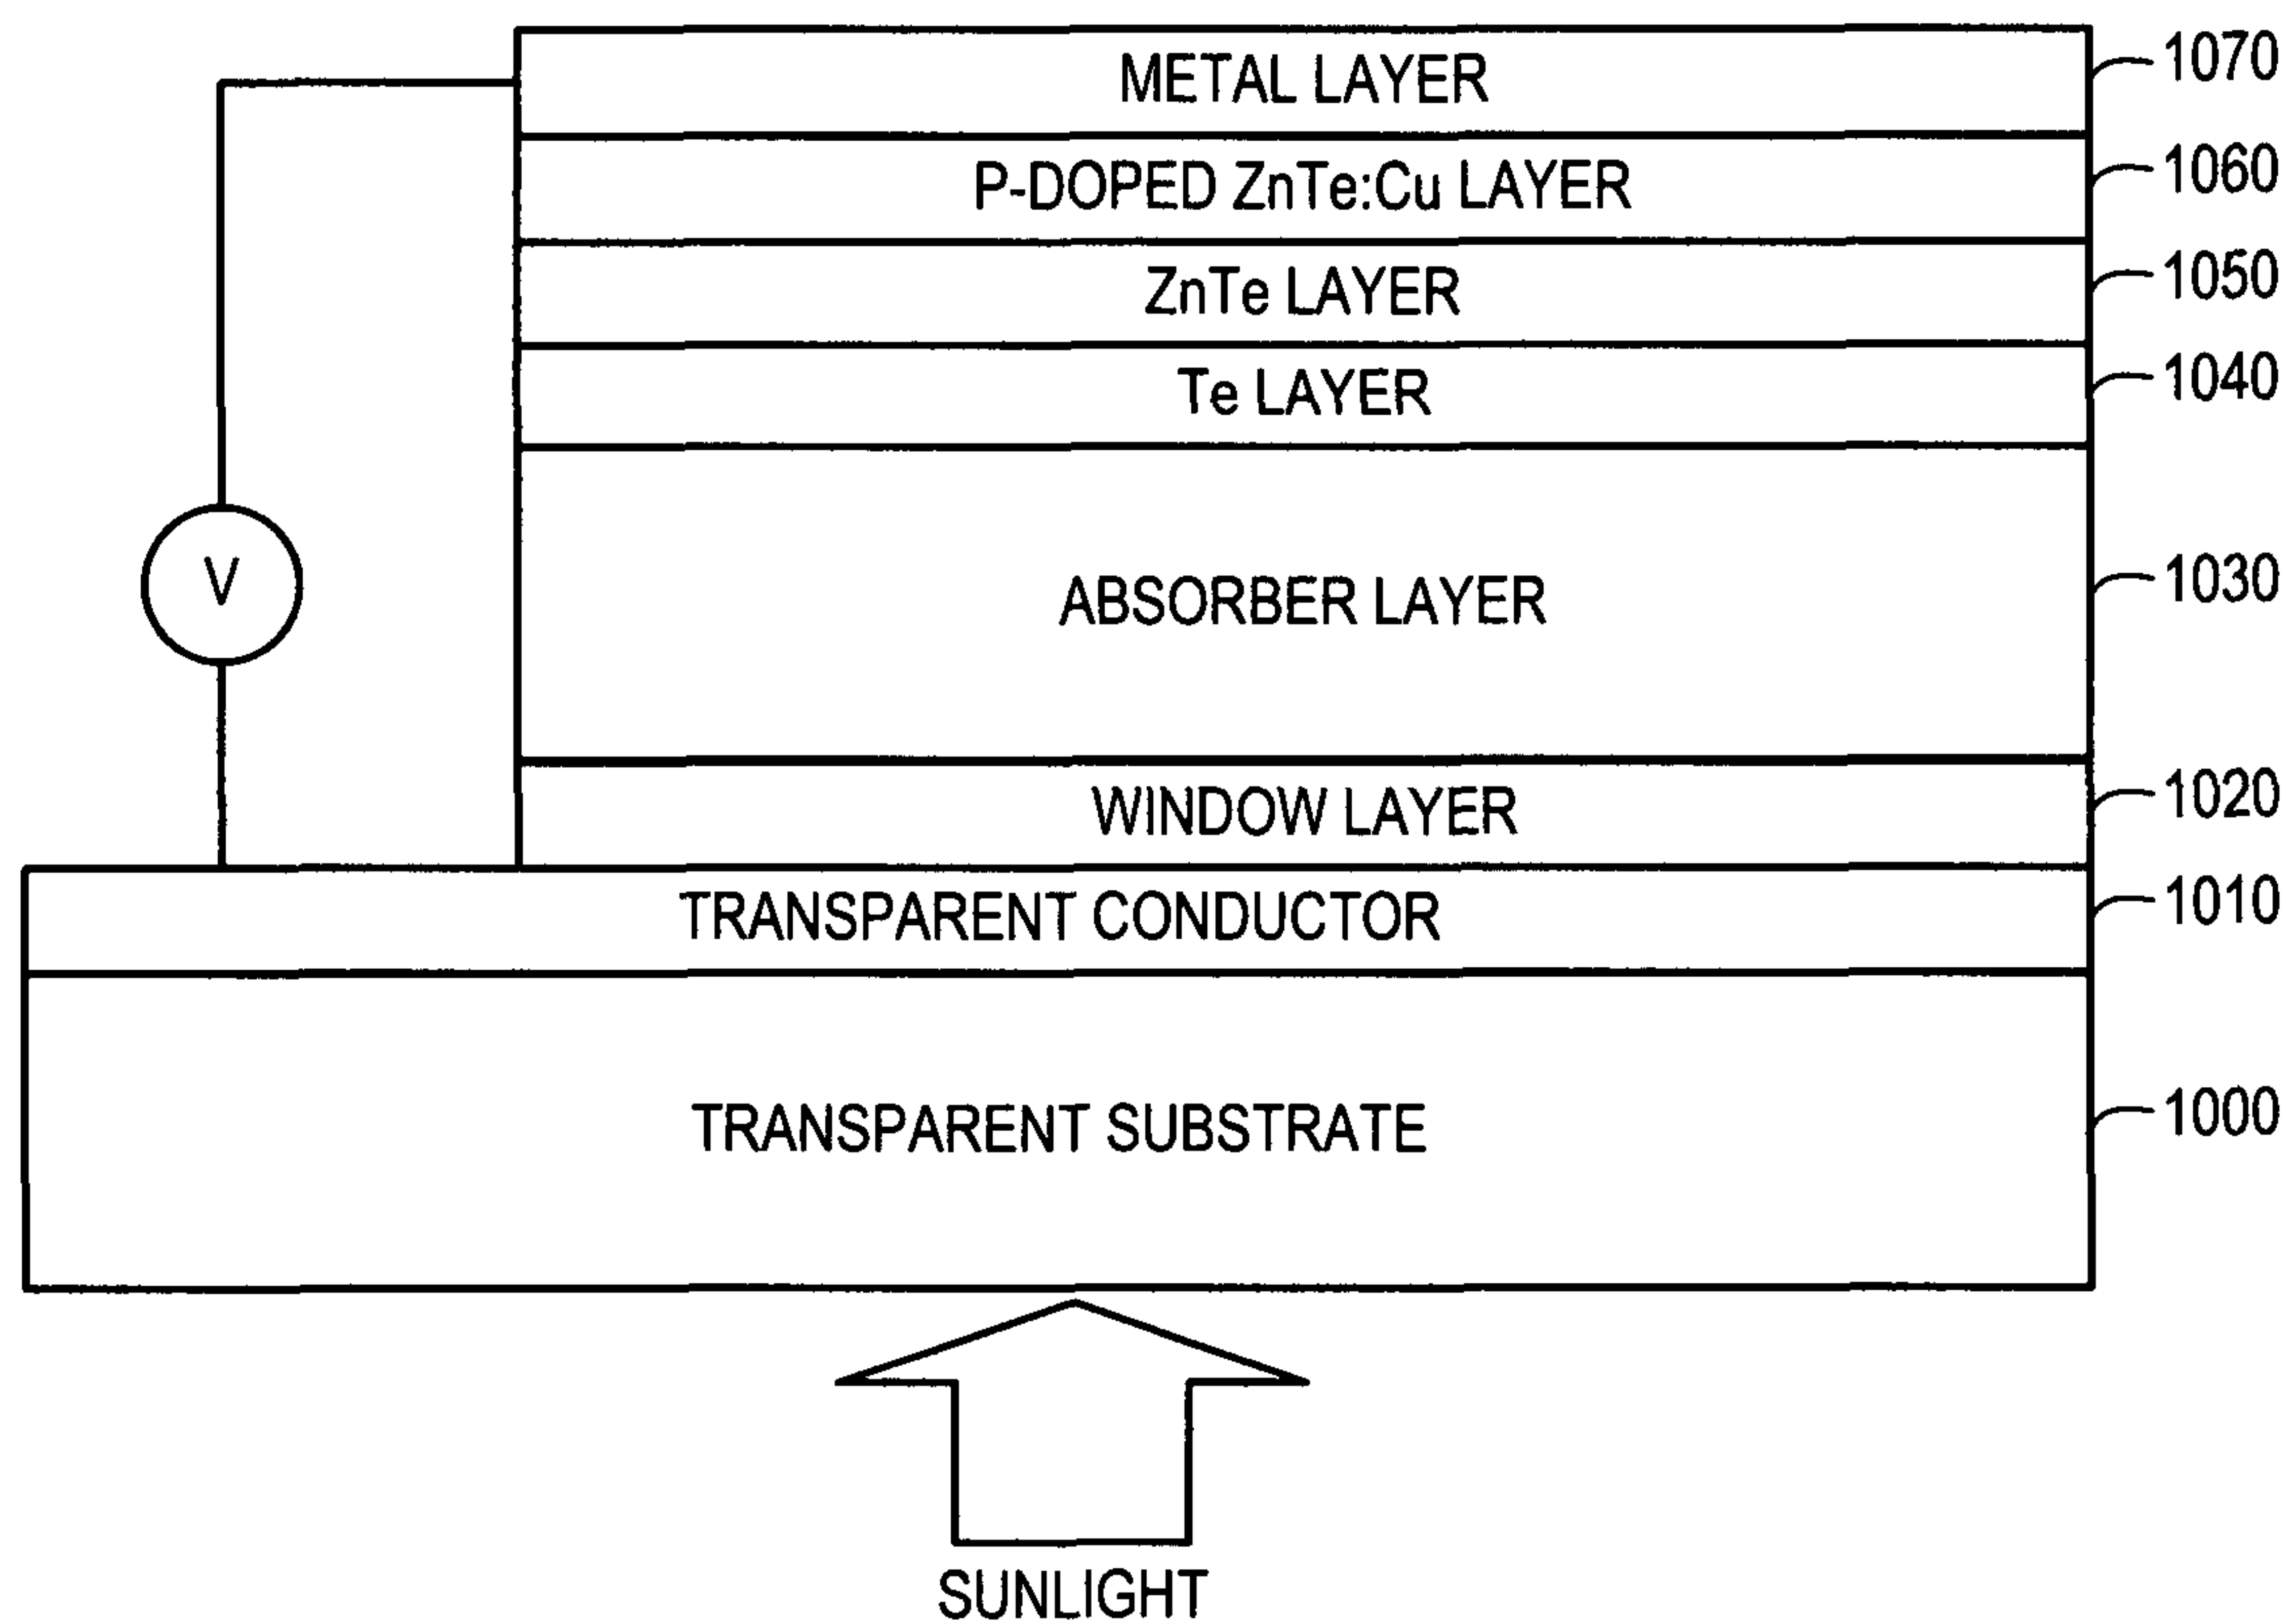 METAL LAYER 1070
P-DOPED ZnTe:Cu LAYER 1060
ZnTe LAYER 1050
Te LAYER 1040
V ABSORBER LAYER 1030
WINDOW LAYER 1020
TRANSPARENT CONDUCTOR 1010
TRANSPARENT SUBSTRATE 1000
SUNLIGHT